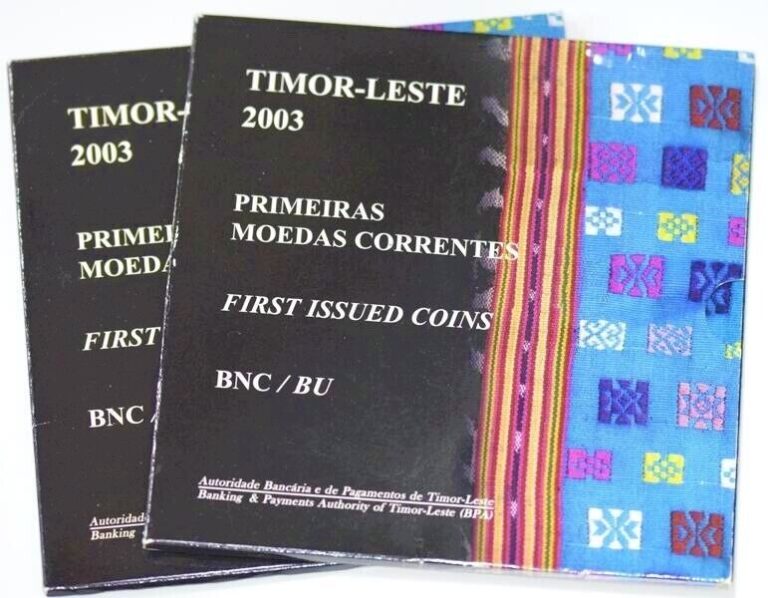 TIMOR-LESTE
2003
PRIMEIRAS
MOEDAS CORRENTES
FIRST ISSUED COINS
BNC / BU
Autoridade Bancária e de Pagamentos de Timor-Leste
Banking & Payments Authority of Timor-Leste (BPA)
TIMOR-
2003
PRIMEI
MOEDA
FIRST
BNC /
Autoridad
Banking